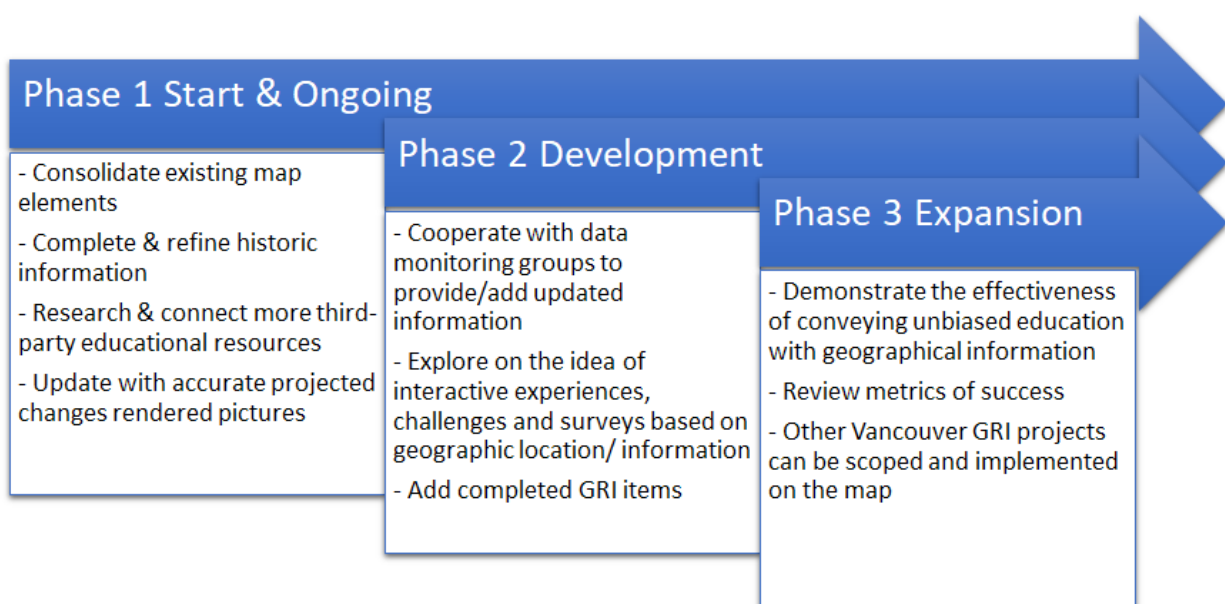 Phase 1 Start & Ongoing
- Consolidate existing map
elements
- Complete & refine historic
information
- Research & connect more third-
party educational resources
- Update with accurate projected
changes rendered pictures
Phase 2 Development
- Cooperate with data
monitoring groups to
provide/add updated
information
- Explore on the idea of
interactive experiences,
challenges and surveys based on
geographic location/ information
- Add completed GRI items
Phase 3 Expansion
- Demonstrate the effectiveness
of conveying unbiased education
with geographical information
- Review metrics of success
- Other Vancouver GRI projects
can be scoped and implemented
on the map